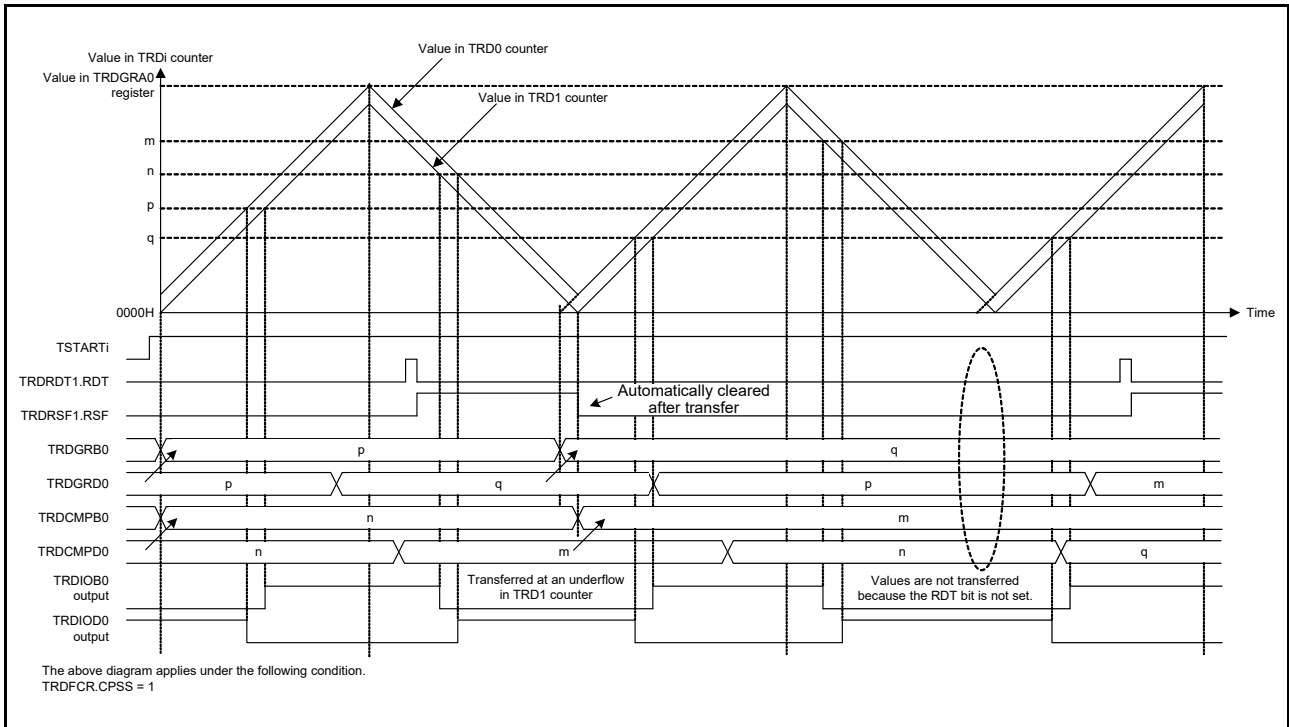 Value in TRD0 counter
Value in TRDi counter
Value in TRDGRA0
register
Value in TRD1 counter
m
n
p
q
0000H
Time
TSTARTi
TRDRDT1.RDT
Automatically cleared
after transfer
TRDRSF1.RSF
TRDGRB0
p
q
TRDGRD0
p
q
p
m
TRDCMPB0
n
m
TRDCMPD0
n
m
n
q
TRDIOB0
output
Transferred at an underflow
in TRD1 counter
Values are not transferred
because the RDT bit is not set.
TRDIOD0
output
The above diagram applies under the following condition.
TRDFCR.CPSS = 1